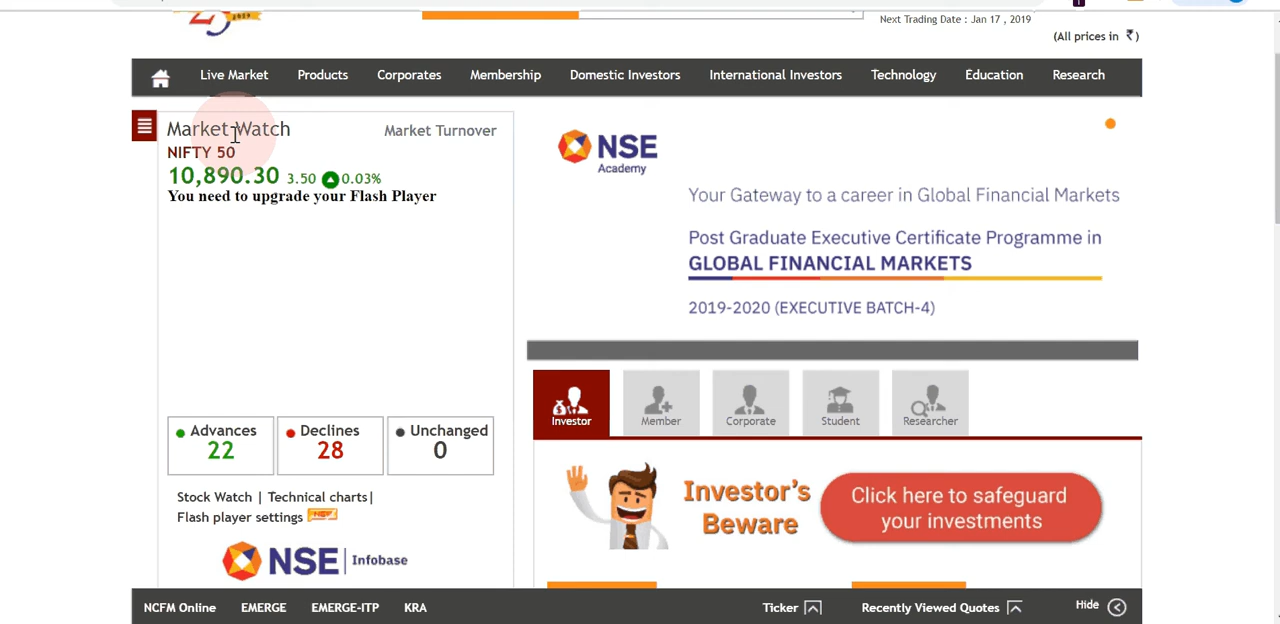 25
2019
Next Trading Date : Jan 17 , 2019
(All prices in ₹)
Live Market Products Corporates Membership Domestic Investors International Investors Technology Education Research
Market Watch Market Turnover
NIFTY 50
10,890.30 3.50 0.03%
You need to upgrade your Flash Player
Advances Declines Unchanged
22 28 0
Stock Watch | Technical charts|
Flash player settings NEW
NSE Infobase
NSE
Academy
Your Gateway to a career in Global Financial Markets
Post Graduate Executive Certificate Programme in
GLOBAL FINANCIAL MARKETS
2019-2020 (EXECUTIVE BATCH-4)
Investor Member Corporate Student Researcher
Investor's
Beware
Click here to safeguard
your investments
NCFM Online EMERGE EMERGE-ITP KRA Ticker Recently Viewed Quotes Hide